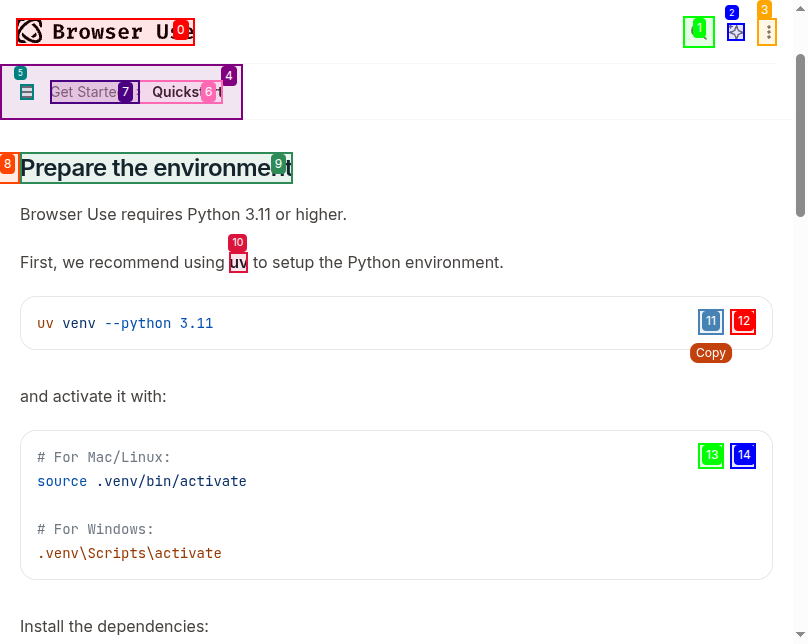 Browser Use
0
1
2
3
4
5
Get Started
7
Quickstart
6
8
Prepare the environment
9
Browser Use requires Python 3.11 or higher.
10
First, we recommend using uv to setup the Python environment.
uv venv --python 3.11
11
12
Copy
and activate it with:
# For Mac/Linux:
13
14
source .venv/bin/activate
# For Windows:
.venv\Scripts\activate
Install the dependencies: